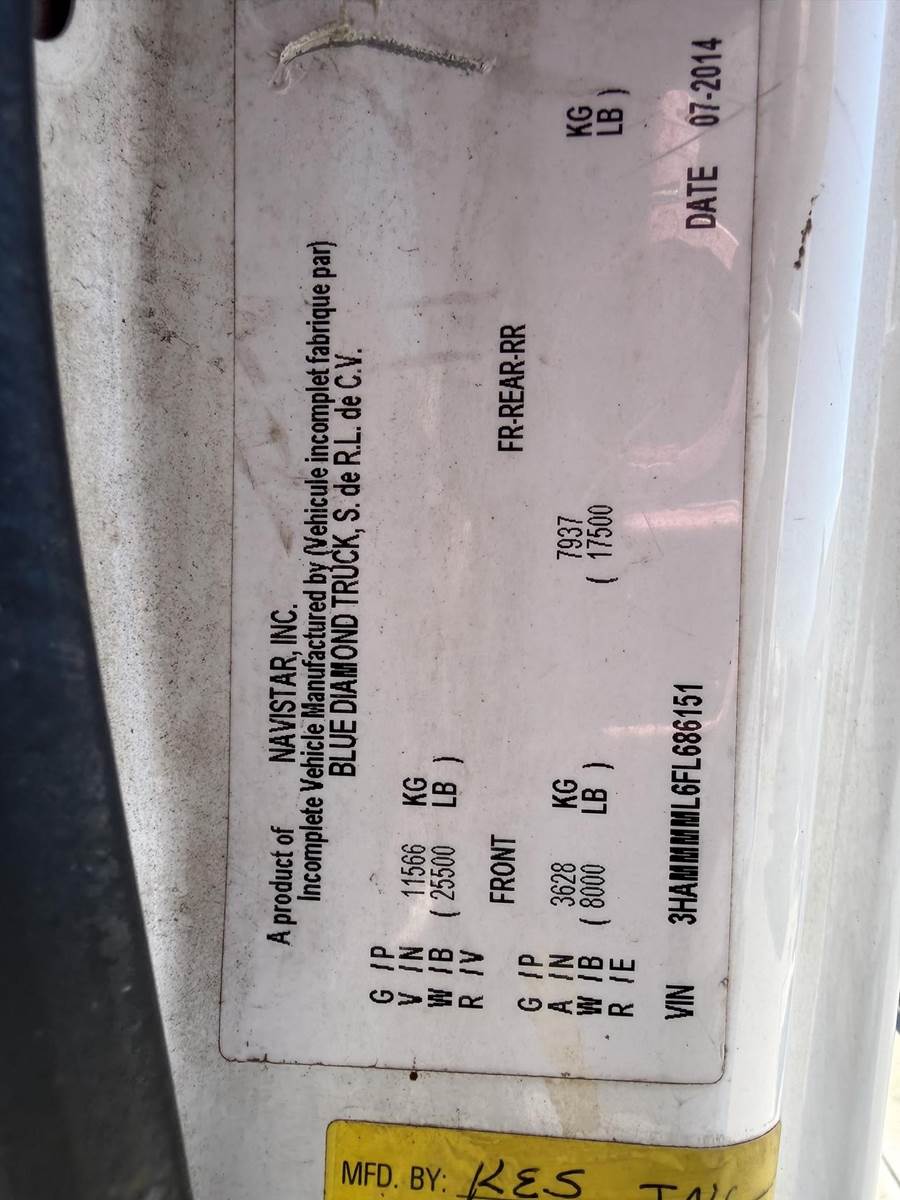 A product of NAVISTAR, INC.
Incomplete Vehicle Manufactured by (Vehicule incomplet fabrique par)
BLUE DIAMOND TRUCK, S. de R.L. de C.V.
G /P
V /N 11566 KG
W /B ( 25500 LB )
R /V
FRONT FR-REAR-RR
G /P
A /N 3628 KG 7937 KG
W /B ( 8000 LB ) ( 17500 LB )
R /E
VIN 3HAMMMML6FL686151
DATE 07-2014
MFD. BY: KES